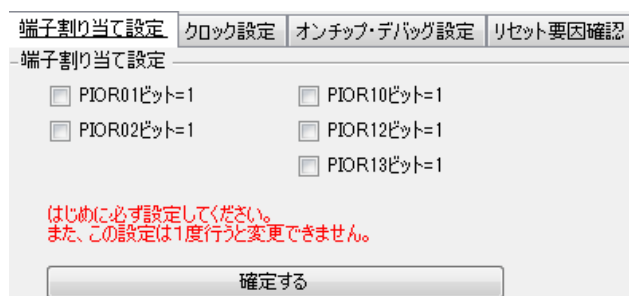 端子割り当て設定 クロック設定 オンチップ・デバッグ設定 リセット要因確認
端子割り当て設定
PIOR01ビット=1 PIOR10ビット=1
PIOR02ビット=1 PIOR12ビット=1
PIOR13ビット=1
はじめに必ず設定してください。
また、この設定は1度行うと変更できません。
確定する